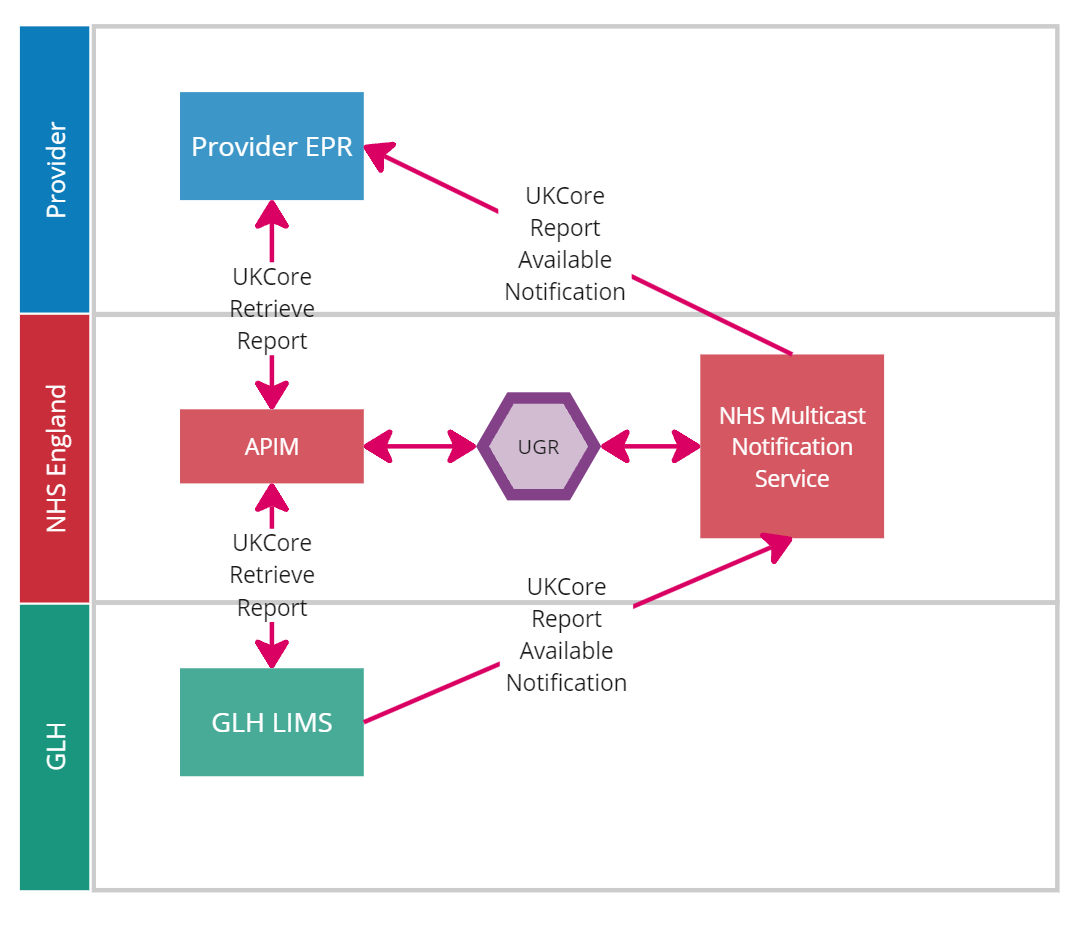 Provider
Provider EPR
UKCore
Report
Available
Notification
UKCore
Retrieve
Report
NHS England
APIM
UGR
NHS Multicast
Notification
Service
UKCore
Retrieve
Report
UKCore
Report
Available
Notification
GLH
GLH LIMS